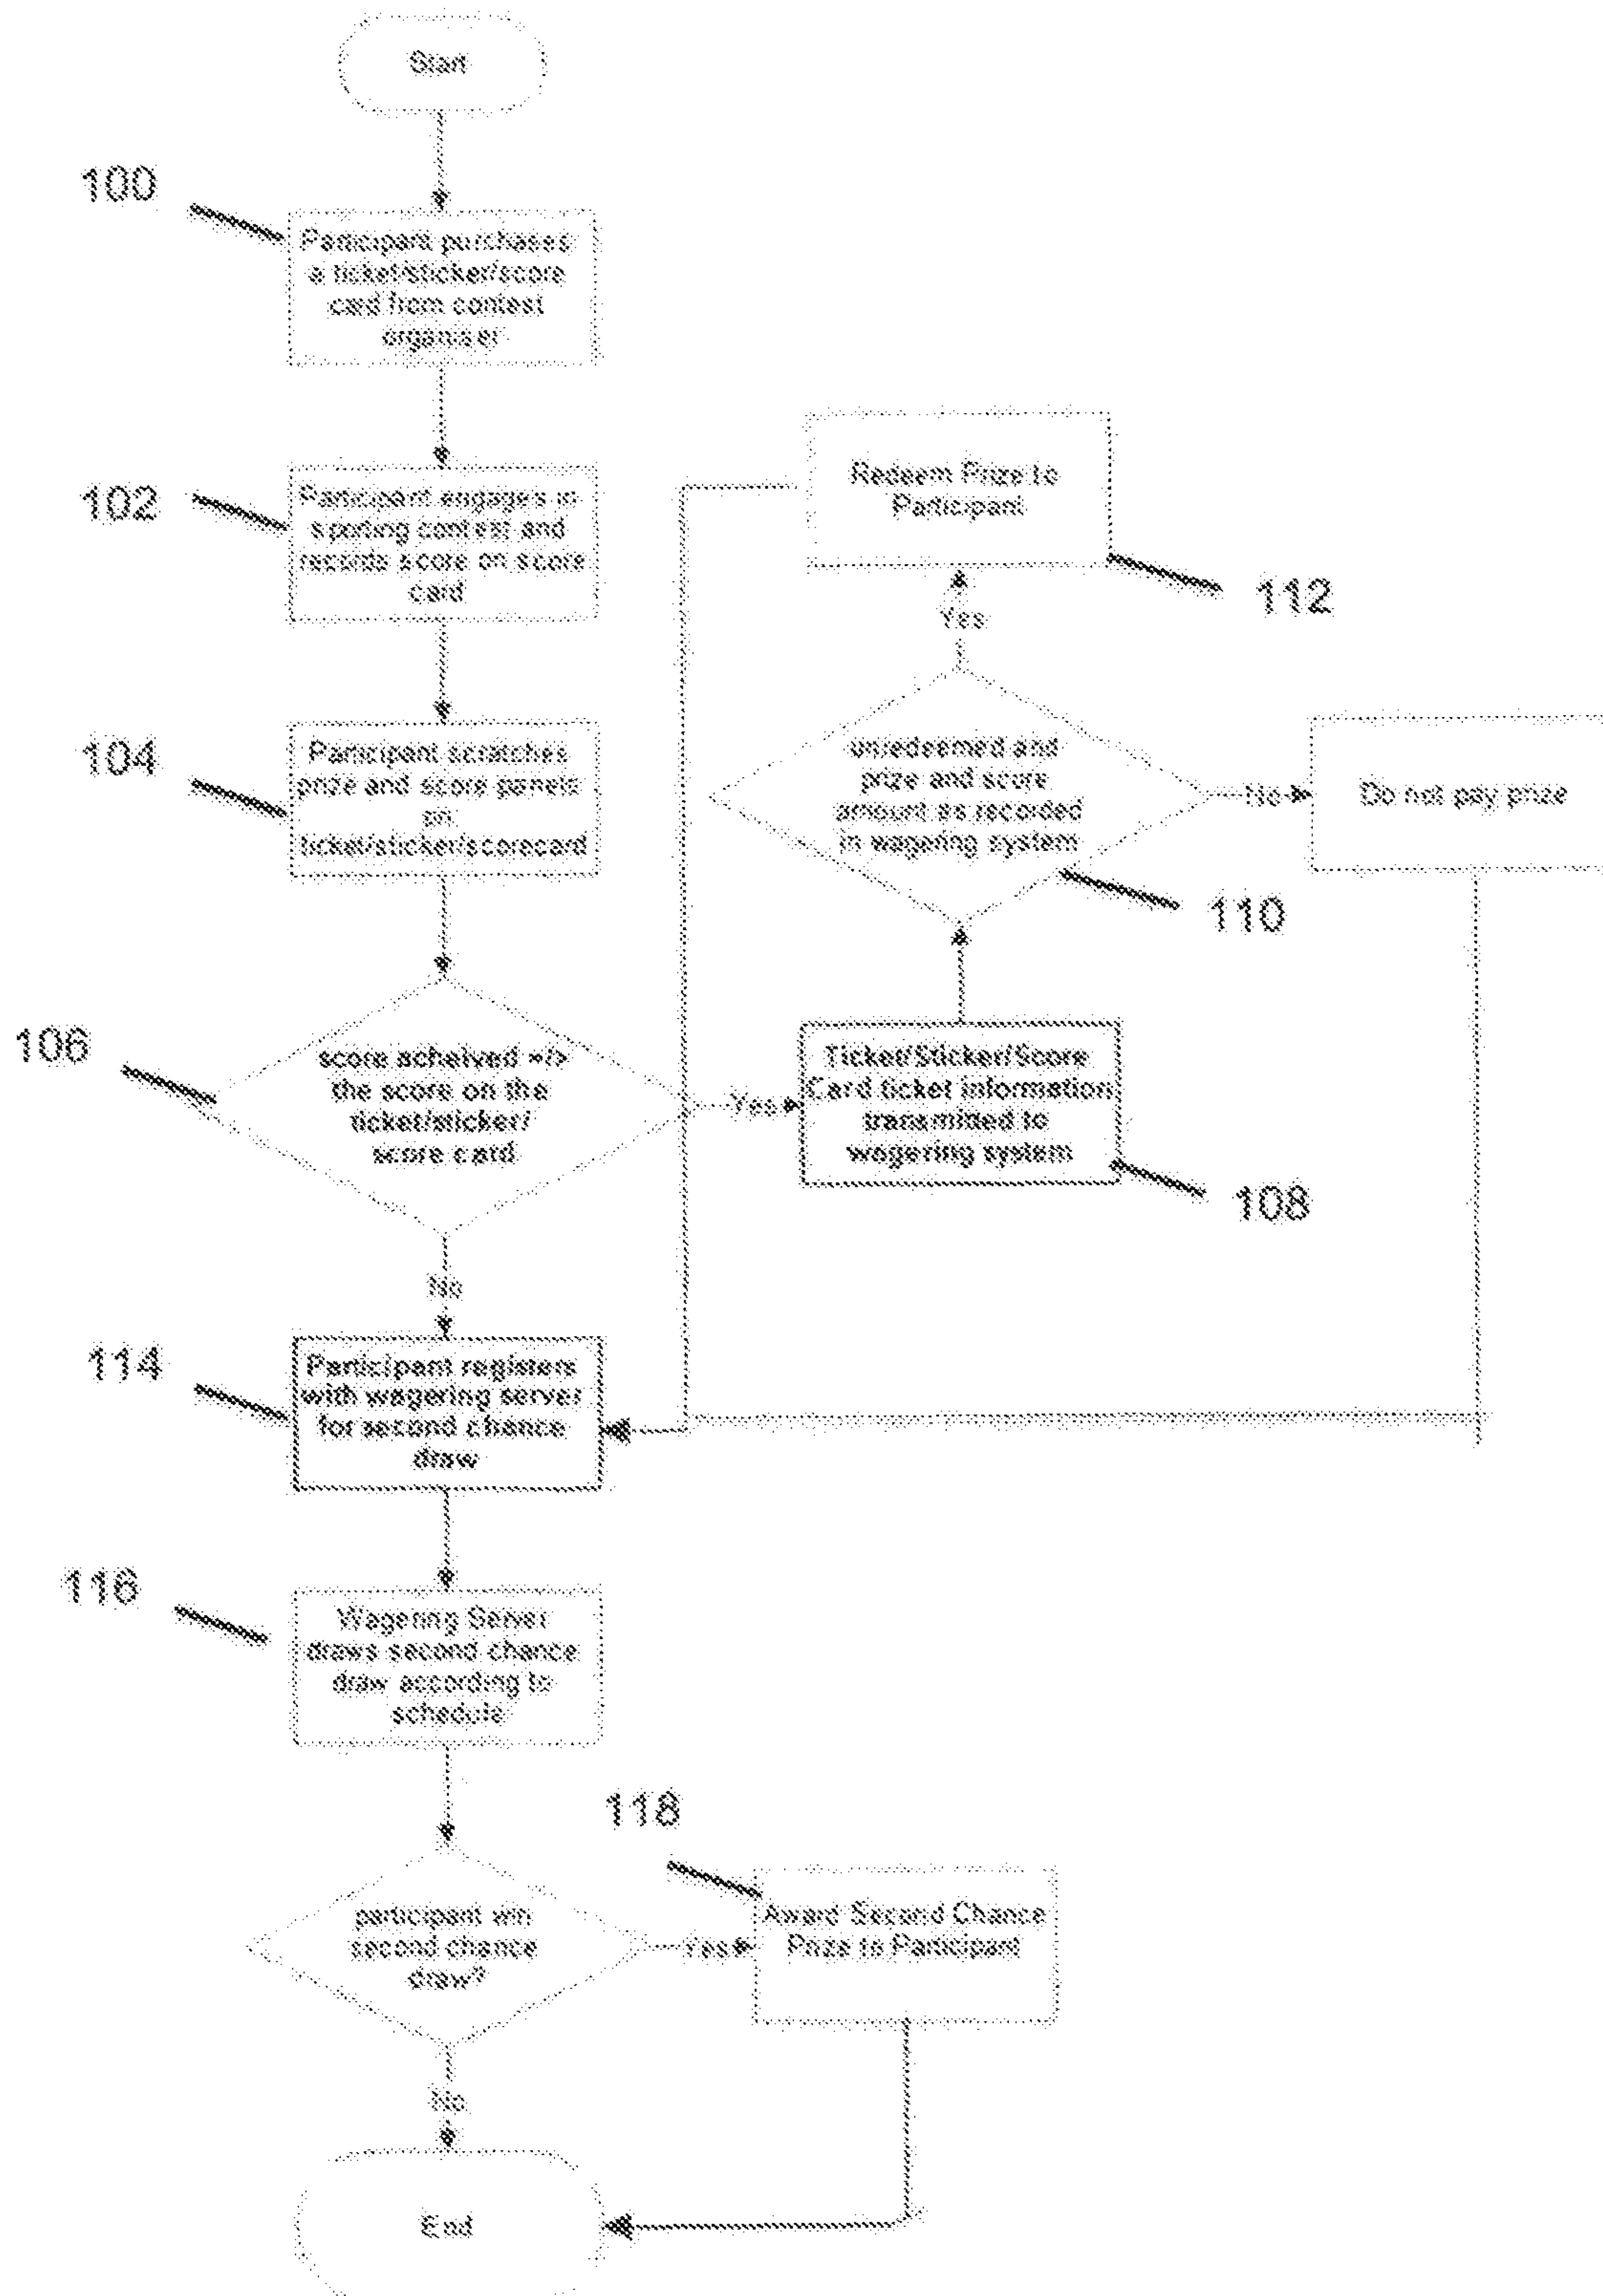 Start
100
Participant purchases
a ticket/sticker/score
card from contest
organiser
102
Participant engages in
sporting contest and
records score on score
card
Redeem Prize to
Participant
112
Yes
104
Participant scratches
prize and score panels
on
ticket/sticker/scorecard
unredeemed and
prize and score
amount as recorded
in wagering system
No
Do not pay prize
110
106
score acheived =/>
the score on the
ticket/sticker/
score card
Yes
Ticket/Sticker/Score
Card ticket information
transmitted to
wagering system
108
No
114
Participant registers
with wagering server
for second chance
draw
116
Wagering Server
draws second chance
draw according to
schedule
118
participant win
second chance
draw?
Yes
Award Second Chance
Prize to Participant
No
End